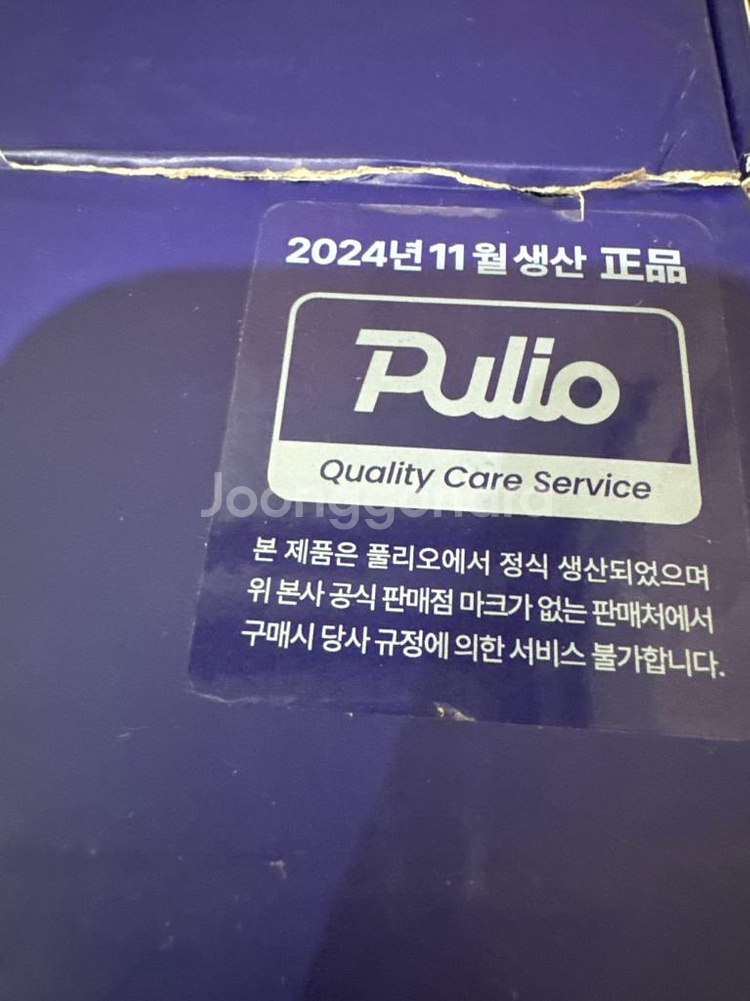 2024년 11월 생산 正品
Pulio
Quality Care Service
Joonggonara
본 제품은 풀리오에서 정식 생산되었으며
위 본사 공식 판매점 마크가 없는 판매처에서
구매시 당사 규정에 의한 서비스 불가합니다.